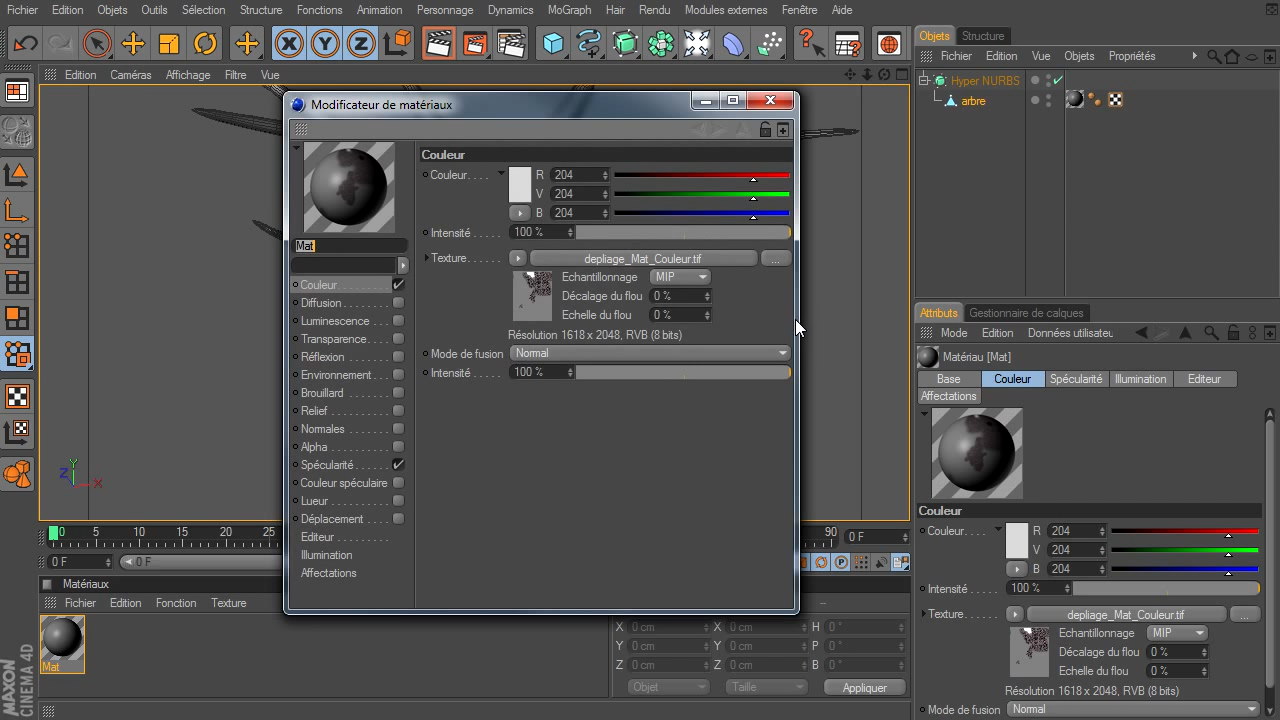 Fichier Edition Objets Outils Sélection Structure Fonctions Animation Personnage Dynamics MoGraph Hair Rendu Modules externes Fenêtre Aide
Edition Caméras Affichage Filtre Vue
Objets Structure
Fichier Edition Vue Objets Propriétés
Hyper NURBS
arbre
Modificateur de matériaux
Mat
Couleur
Diffusion
Luminescence
Transparence
Réflexion
Environnement
Brouillard
Relief
Normales
Alpha
Spécularité
Couleur spéculaire
Lueur
Déplacement
Editeur
Illumination
Affectations
Couleur
Couleur R 204
V 204
B 204
Intensité 100 %
Texture depliage_Mat_Couleur.tif ...
Echantillonnage MIP
Décalage du flou 0 %
Echelle du flou 0 %
Résolution 1618 x 2048, RVB (8 bits)
Mode de fusion Normal
Intensité 100 %
Z Y X
0 5 10 15 20 25 90 0 F
0 F 0 F
Matériaux
Fichier Edition Fonction Texture
Mat
X 0 cm X 0 cm H 0 °
Y 0 cm Y 0 cm P 0 °
Z 0 cm Z 0 cm B 0 °
Objet Taille Appliquer
MAXON
CINEMA 4D
Attributs Gestionnaire de calques
Mode Edition Données utilisateu
Matériau [Mat]
Base Couleur Spécularité Illumination Editeur
Affectations
Couleur
Couleur R 204
V 204
B 204
Intensité 100 %
Texture depliage_Mat_Couleur.tif ...
Echantillonnage MIP
Décalage du flou 0 %
Echelle du flou 0 %
Résolution 1618 x 2048, RVB (8 bits)
Mode de fusion Normal